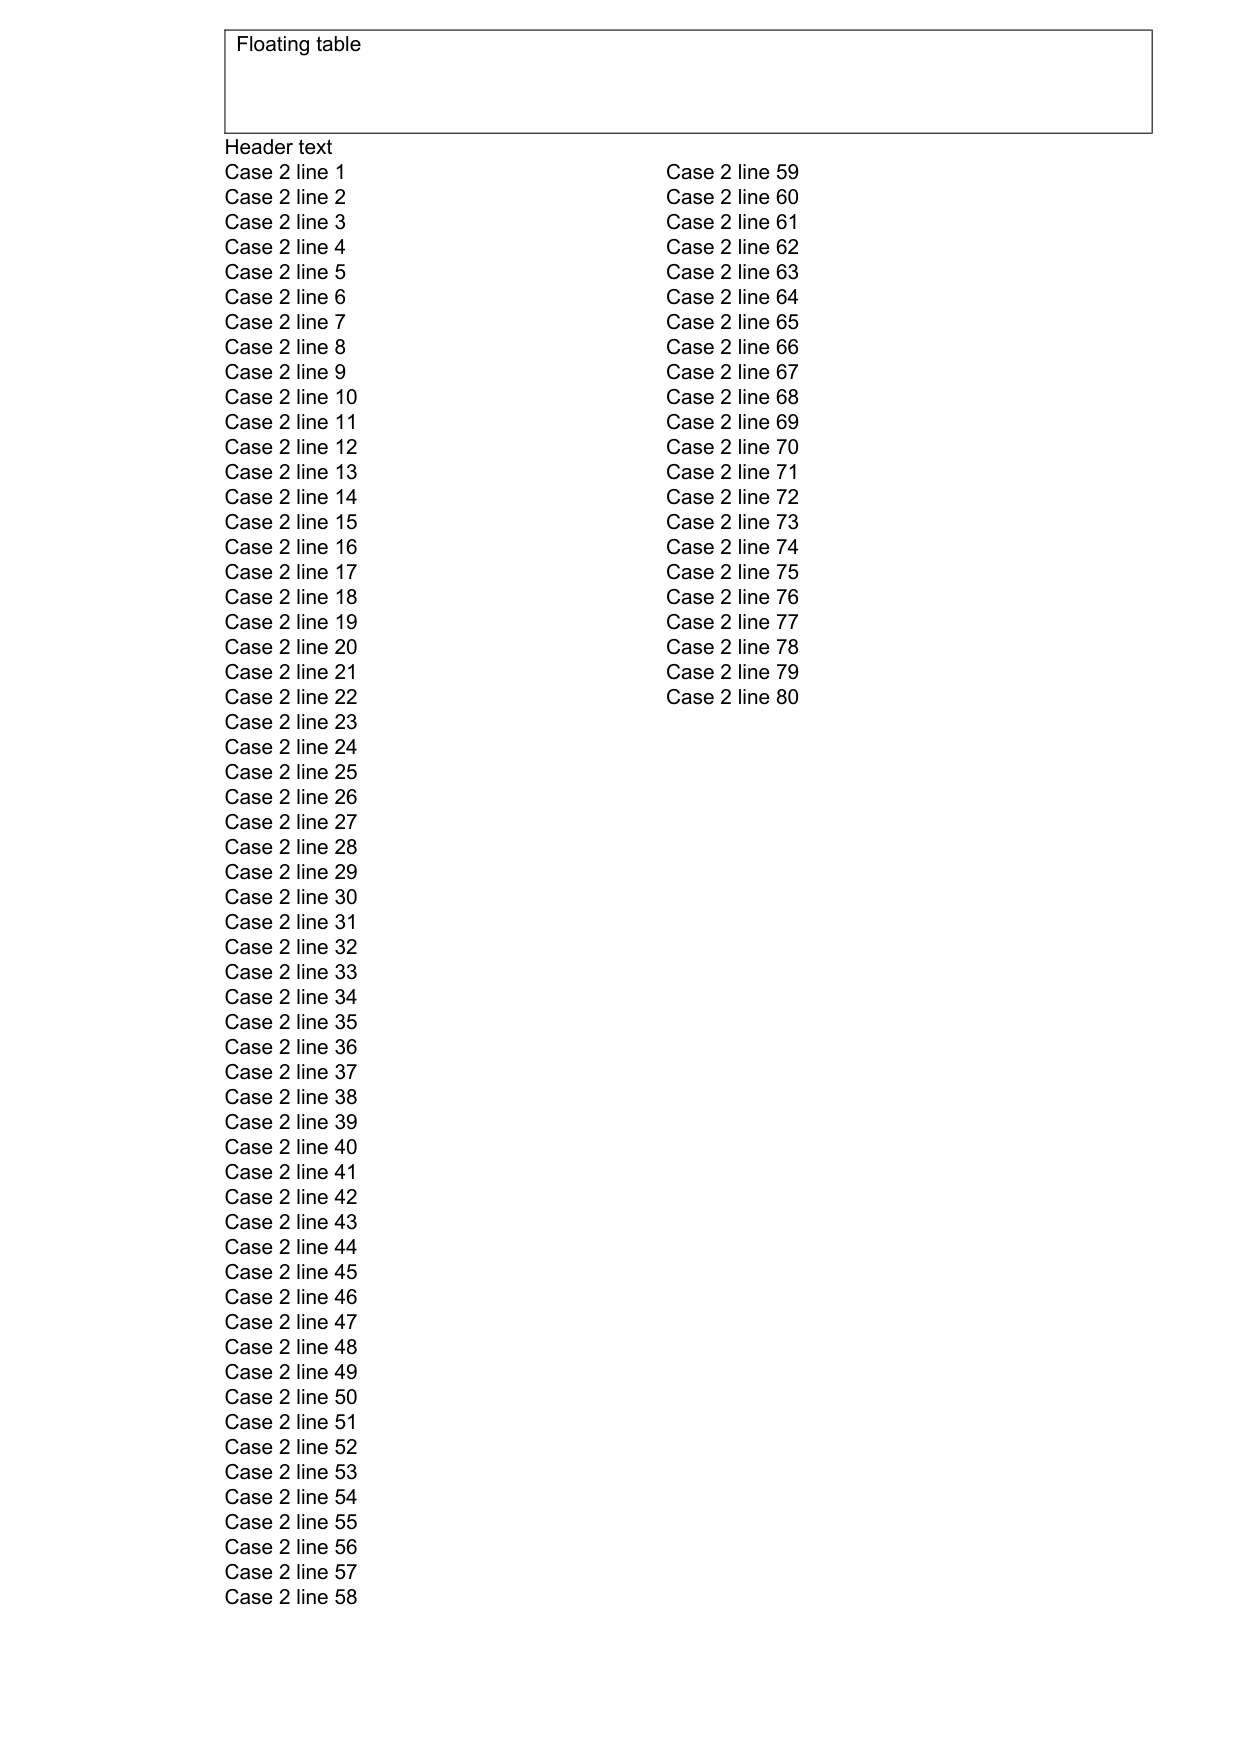 Floating table
Header text
Case 2 line 1
Case 2 line 2
Case 2 line 3
Case 2 line 4
Case 2 line 5
Case 2 line 6
Case 2 line 7
Case 2 line 8
Case 2 line 9
Case 2 line 10
Case 2 line 11
Case 2 line 12
Case 2 line 13
Case 2 line 14
Case 2 line 15
Case 2 line 16
Case 2 line 17
Case 2 line 18
Case 2 line 19
Case 2 line 20
Case 2 line 21
Case 2 line 22
Case 2 line 23
Case 2 line 24
Case 2 line 25
Case 2 line 26
Case 2 line 27
Case 2 line 28
Case 2 line 29
Case 2 line 30
Case 2 line 31
Case 2 line 32
Case 2 line 33
Case 2 line 34
Case 2 line 35
Case 2 line 36
Case 2 line 37
Case 2 line 38
Case 2 line 39
Case 2 line 40
Case 2 line 41
Case 2 line 42
Case 2 line 43
Case 2 line 44
Case 2 line 45
Case 2 line 46
Case 2 line 47
Case 2 line 48
Case 2 line 49
Case 2 line 50
Case 2 line 51
Case 2 line 52
Case 2 line 53
Case 2 line 54
Case 2 line 55
Case 2 line 56
Case 2 line 57
Case 2 line 58
Case 2 line 59
Case 2 line 60
Case 2 line 61
Case 2 line 62
Case 2 line 63
Case 2 line 64
Case 2 line 65
Case 2 line 66
Case 2 line 67
Case 2 line 68
Case 2 line 69
Case 2 line 70
Case 2 line 71
Case 2 line 72
Case 2 line 73
Case 2 line 74
Case 2 line 75
Case 2 line 76
Case 2 line 77
Case 2 line 78
Case 2 line 79
Case 2 line 80